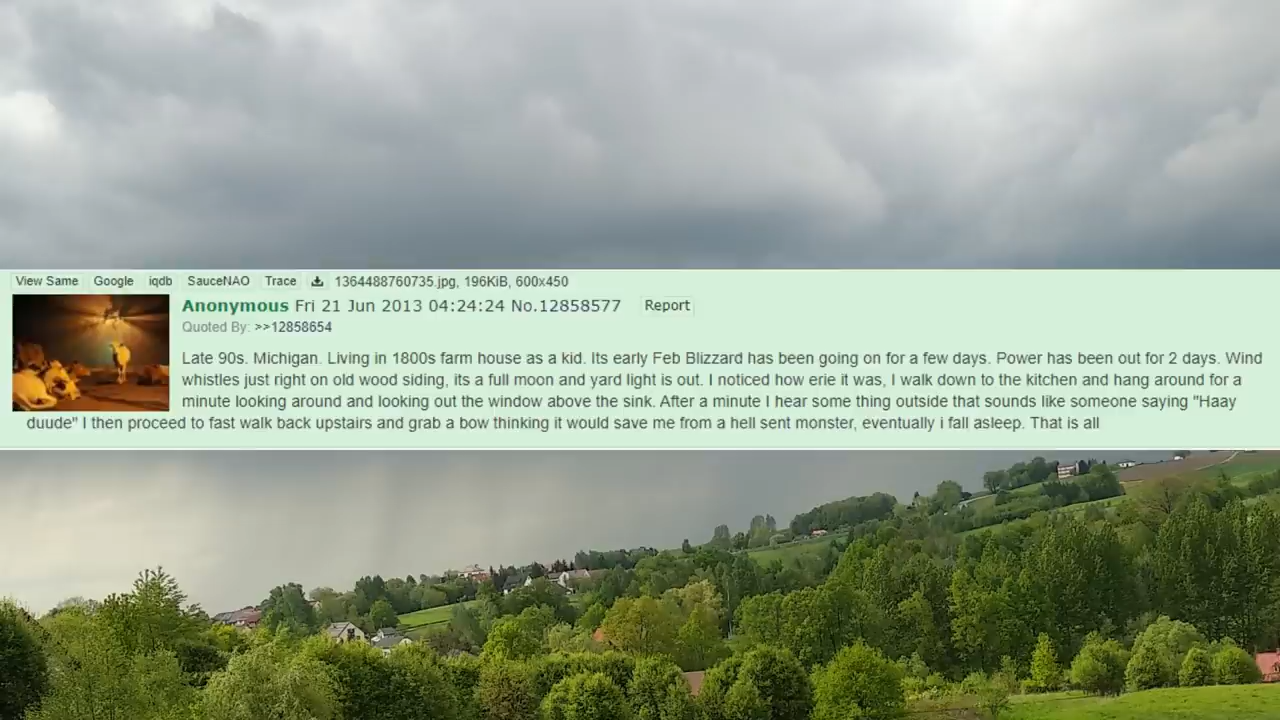 View Same Google iqdb SauceNAO Trace 1364488760735.jpg, 196KiB, 600x450
Anonymous Fri 21 Jun 2013 04:24:24 No.12858577 Report
Quoted By: >>12858654
Late 90s. Michigan. Living in 1800s farm house as a kid. Its early Feb Blizzard has been going on for a few days. Power has been out for 2 days. Wind
whistles just right on old wood siding, its a full moon and yard light is out. I noticed how erie it was, I walk down to the kitchen and hang around for a
minute looking around and looking out the window above the sink. After a minute I hear some thing outside that sounds like someone saying "Haay
duude" I then proceed to fast walk back upstairs and grab a bow thinking it would save me from a hell sent monster, eventually i fall asleep. That is all